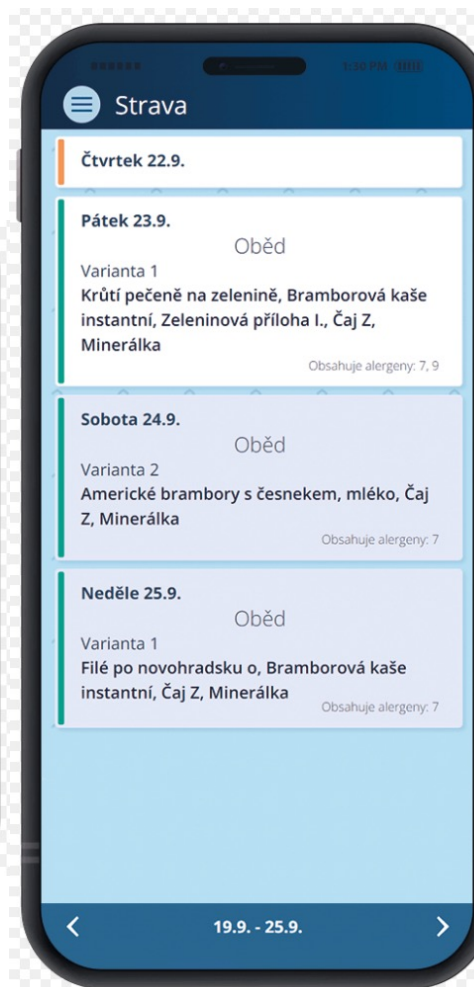 1:30 PM
Strava
Čtvrtek 22.9.
Pátek 23.9.
Oběd
Varianta 1
Krůtí pečeně na zelenině, Bramborová kaše
instantní, Zeleninová příloha I., Čaj Z,
Minerálka
Obsahuje alergeny: 7, 9
Sobota 24.9.
Oběd
Varianta 2
Americké brambory s česnekem, mléko, Čaj
Z, Minerálka
Obsahuje alergeny: 7
Neděle 25.9.
Oběd
Varianta 1
Filé po novohradsku o, Bramborová kaše
instantní, Čaj Z, Minerálka
Obsahuje alergeny: 7
19.9. - 25.9.